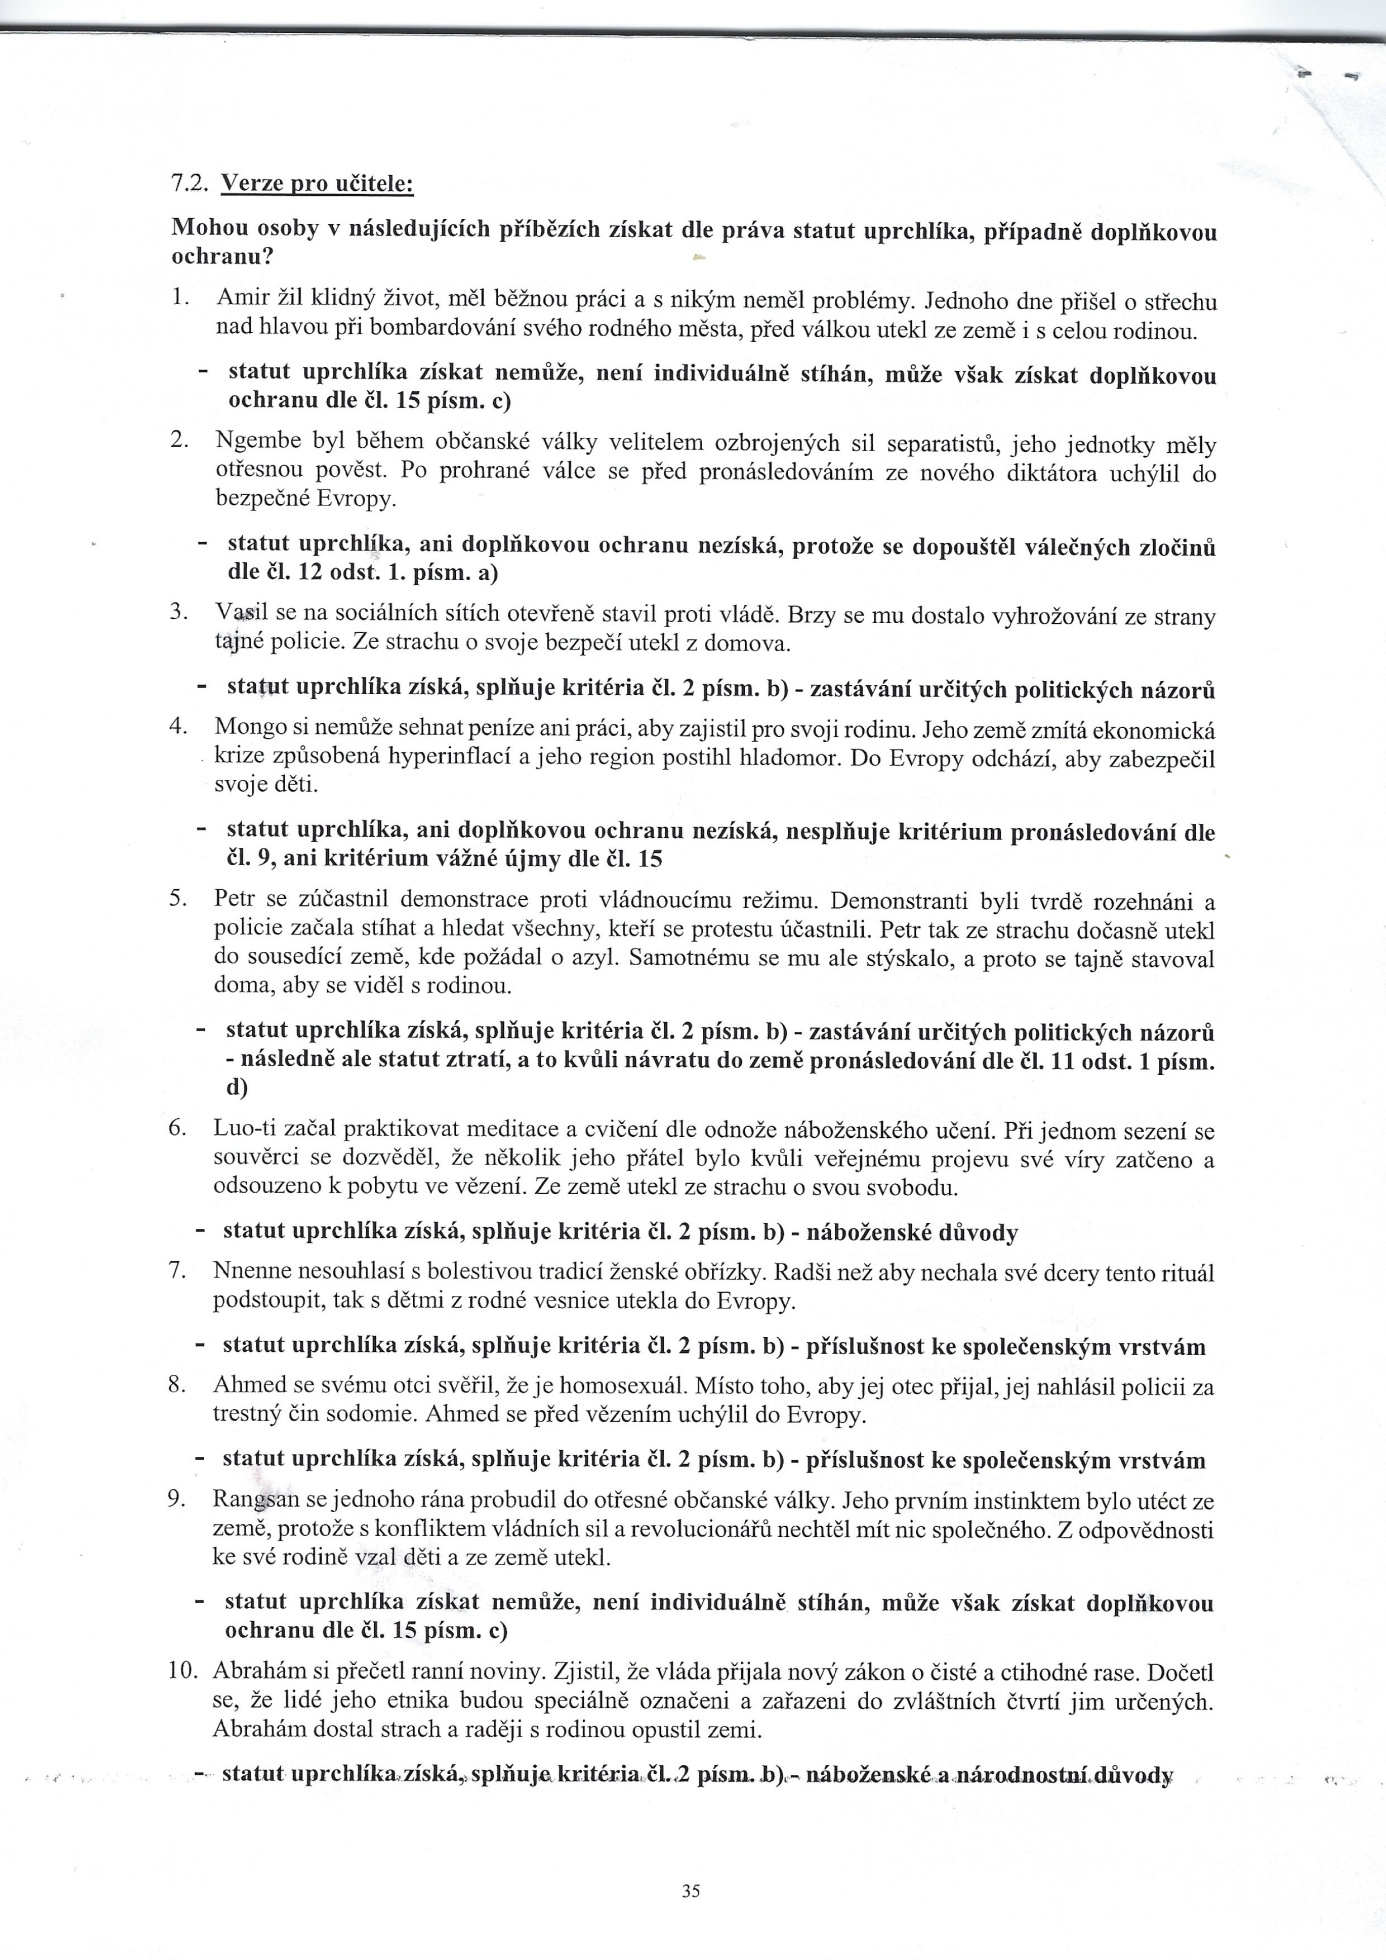 7.2. Verze pro učitele:
Mohou osoby v následujících příbězích získat dle práva statut uprchlíka, případně doplňkovou
ochranu?
1. Amir žil klidný život, měl běžnou práci a s nikým neměl problémy. Jednoho dne přišel o střechu
nad hlavou při bombardování svého rodného města, před válkou utekl ze země i s celou rodinou.
- statut uprchlíka získat nemůže, není individuálně stíhán, může však získat doplňkovou
ochranu dle čl. 15 písm. c)
2. Ngembe byl během občanské války velitelem ozbrojených sil separatistů, jeho jednotky měly
otřesnou pověst. Po prohrané válce se před pronásledováním ze nového diktátora uchýlil do
bezpečné Evropy.
- statut uprchlíka, ani doplňkovou ochranu nezíská, protože se dopouštěl válečných zločinů
dle čl. 12 odst. 1. písm. a)
3. Vasil se na sociálních sítích otevřeně stavil proti vládě. Brzy se mu dostalo vyhrožování ze strany
tajné policie. Ze strachu o svoje bezpečí utekl z domova.
- statut uprchlíka získá, splňuje kritéria čl. 2 písm. b) - zastávání určitých politických názorů
4. Mongo si nemůže sehnat peníze ani práci, aby zajistil pro svoji rodinu. Jeho země zmítá ekonomická
krize způsobená hyperinflací a jeho region postihl hladomor. Do Evropy odchází, aby zabezpečil
svoje děti.
- statut uprchlíka, ani doplňkovou ochranu nezíská, nesplňuje kritérium pronásledování dle
čl. 9, ani kritérium vážné újmy dle čl. 15
5. Petr se zúčastnil demonstrace proti vládnoucímu režimu. Demonstranti byli tvrdě rozehnáni a
policie začala stíhat a hledat všechny, kteří se protestu účastnili. Petr tak ze strachu dočasně utekl
do sousedící země, kde požádal o azyl. Samotnému se mu ale stýskalo, a proto se tajně stavoval
doma, aby se viděl s rodinou.
- statut uprchlíka získá, splňuje kritéria čl. 2 písm. b) - zastávání určitých politických názorů
- následně ale statut ztratí, a to kvůli návratu do země pronásledování dle čl. 11 odst. 1 písm.
d)
6. Luo-ti začal praktikovat meditace a cvičení dle odnože náboženského učení. Při jednom sezení se
souvěrci se dozvěděl, že několik jeho přátel bylo kvůli veřejnému projevu své víry zatčeno a
odsouzeno k pobytu ve vězení. Ze země utekl ze strachu o svou svobodu.
- statut uprchlíka získá, splňuje kritéria čl. 2 písm. b) - náboženské důvody
7. Nnenne nesouhlasí s bolestivou tradicí ženské obřízky. Radši než aby nechala své dcery tento rituál
podstoupit, tak s dětmi z rodné vesnice utekla do Evropy.
- statut uprchlíka získá, splňuje kritéria čl. 2 písm. b) - příslušnost ke společenským vrstvám
8. Ahmed se svému otci svěřil, že je homosexuál. Místo toho, aby jej otec přijal, jej nahlásil policii za
trestný čin sodomie. Ahmed se před vězením uchýlil do Evropy.
- statut uprchlíka získá, splňuje kritéria čl. 2 písm. b) - příslušnost ke společenským vrstvám
9. Rangsan se jednoho rána probudil do otřesné občanské války. Jeho prvním instinktem bylo utéct ze
země, protože s konfliktem vládních sil a revolucionářů nechtěl mít nic společného. Z odpovědnosti
ke své rodině vzal děti a ze země utekl.
- statut uprchlíka získat nemůže, není individuálně stíhán, může však získat doplňkovou
ochranu dle čl. 15 písm. c)
10. Abrahám si přečetl ranní noviny. Zjistil, že vláda přijala nový zákon o čisté a ctihodné rase. Dočetl
se, že lidé jeho etnika budou speciálně označeni a zařazeni do zvláštních čtvrtí jim určených.
Abrahám dostal strach a raději s rodinou opustil zemi.
- statut uprchlíka získá, splňuje kritéria čl. 2 písm. b) - náboženské a národnostní důvody
35